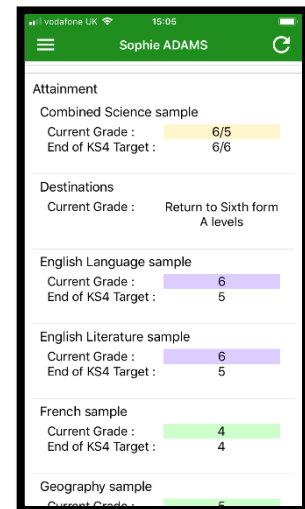 vodafone UK 15:05
Sophie ADAMS
Attainment
Combined Science sample
Current Grade : 6/5
End of KS4 Target : 6/6
Destinations
Current Grade : Return to Sixth form
A levels
English Language sample
Current Grade : 6
End of KS4 Target : 5
English Literature sample
Current Grade : 6
End of KS4 Target : 5
French sample
Current Grade : 4
End of KS4 Target : 4
Geography sample
Current Grade : 5